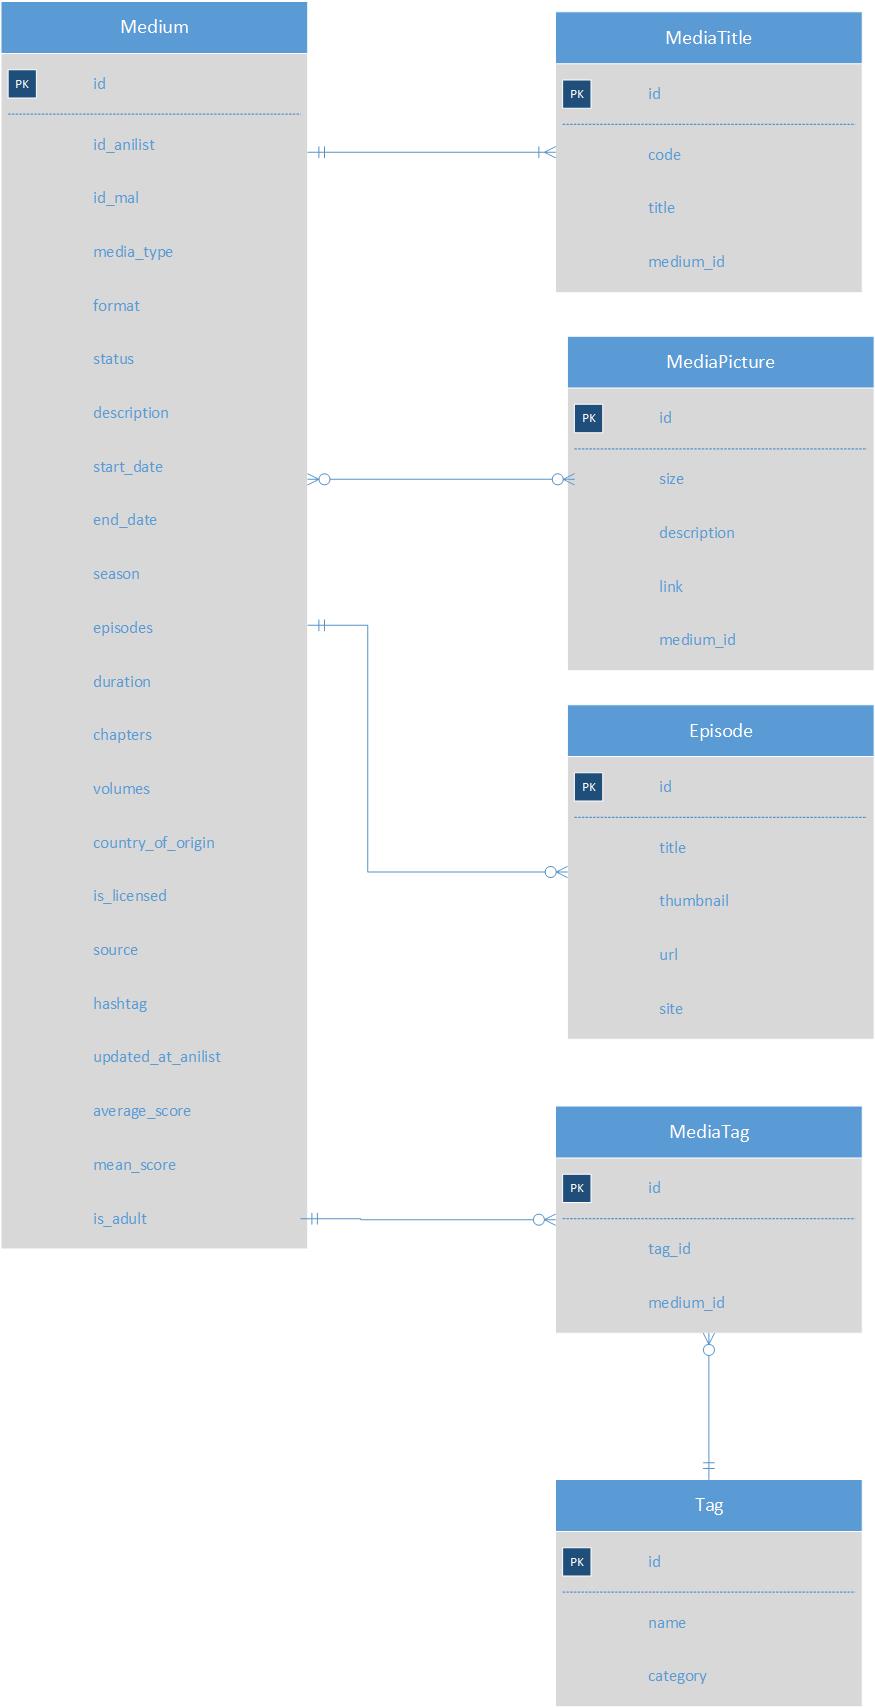 Medium
PK id
id_anilist
id_mal
media_type
format
status
description
start_date
end_date
season
episodes
duration
chapters
volumes
country_of_origin
is_licensed
source
hashtag
updated_at_anilist
average_score
mean_score
is_adult
MediaTitle
PK id
code
title
medium_id
MediaPicture
PK id
size
description
link
medium_id
Episode
PK id
title
thumbnail
url
site
MediaTag
PK id
tag_id
medium_id
Tag
PK id
name
category